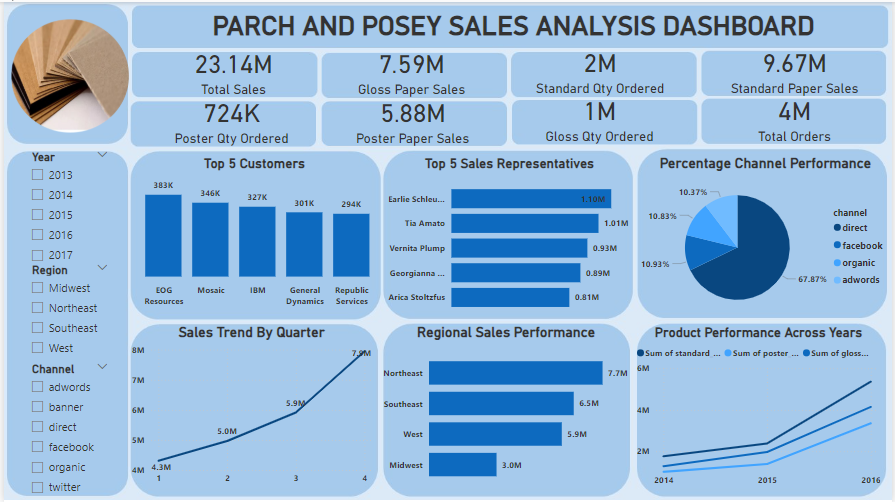 PARCH AND POSEY SALES ANALYSIS DASHBOARD
23.14M
Total Sales
7.59M
Gloss Paper Sales
2M
Standard Qty Ordered
9.67M
Standard Paper Sales
724K
Poster Qty Ordered
5.88M
Poster Paper Sales
1M
Gloss Qty Ordered
4M
Total Orders
Year
2013
2014
2015
2016
2017
Region
Midwest
Northeast
Southeast
West
Channel
adwords
banner
direct
facebook
organic
twitter
Top 5 Customers
383K
346K
327K
301K
294K
EOG
Resources
Mosaic
IBM
General
Dynamics
Republic
Services
Top 5 Sales Representatives
Earlie Schleu... 1.10M
Tia Amato 1.01M
Vernita Plump 0.93M
Georgianna ... 0.89M
Arica Stoltzfus 0.81M
Percentage Channel Performance
10.37%
10.83%
10.93%
67.87%
channel
direct
facebook
organic
adwords
Sales Trend By Quarter
8M
7M
6M
5M
4M
4.3M
5.0M
5.9M
7.9M
1 2 3 4
Regional Sales Performance
Northeast 7.7M
Southeast 6.5M
West 5.9M
Midwest 3.0M
Product Performance Across Years
Sum of standard ... Sum of poster ... Sum of gloss...
6M
4M
2M
2014 2015 2016